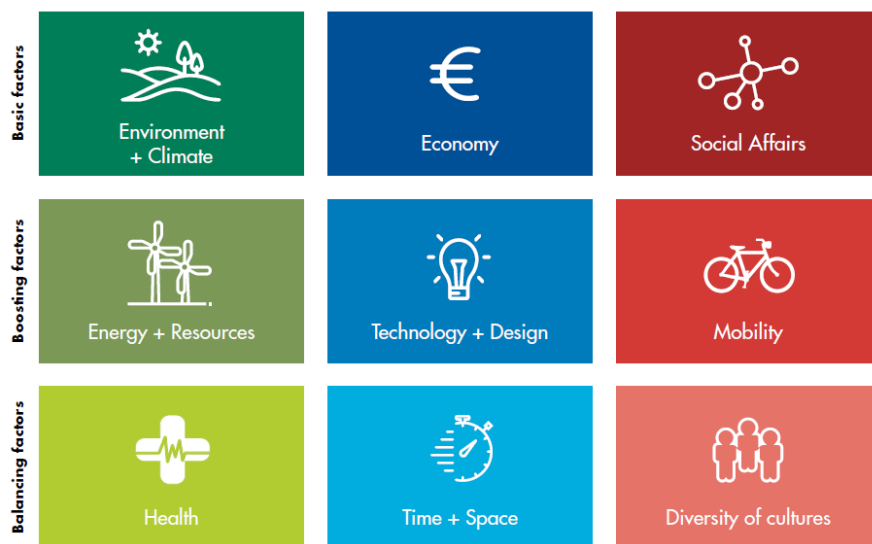 Basic factors
Environment
+ Climate
Economy
Social Affairs
Boosting factors
Energy + Resources
Technology + Design
Mobility
Balancing factors
Health
Time + Space
Diversity of cultures